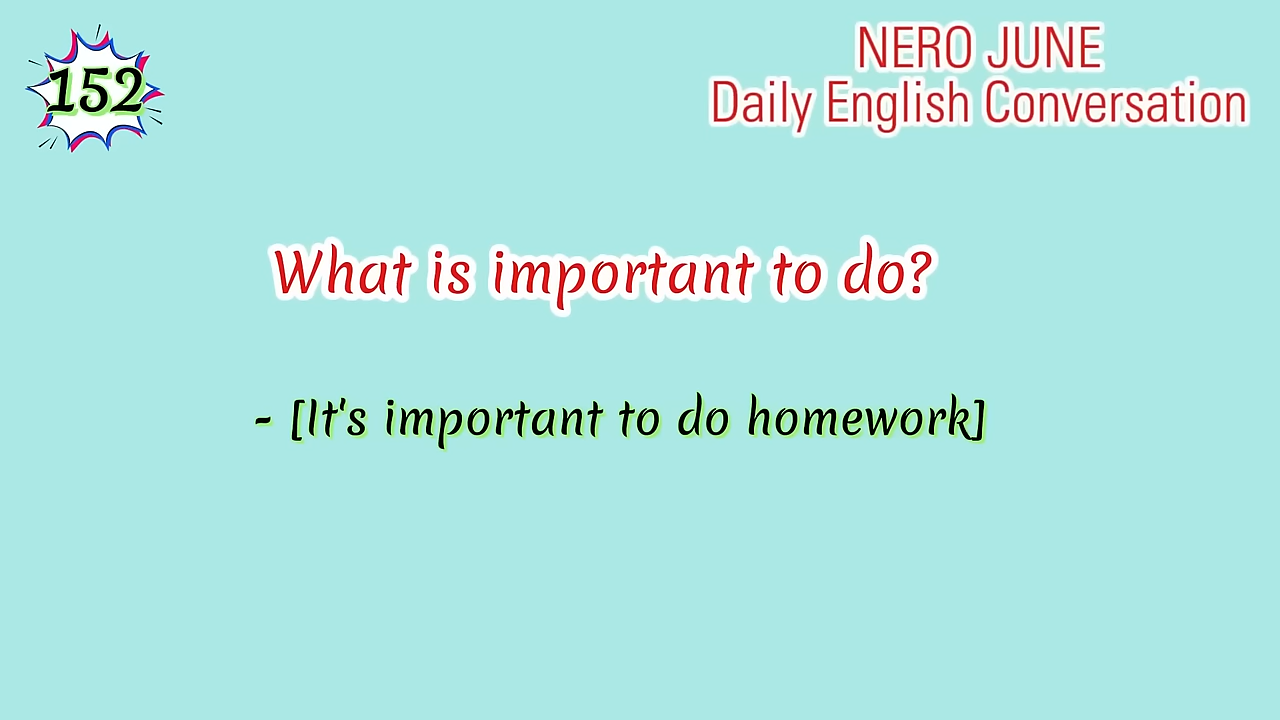 152
NERO JUNE
Daily English Conversation
What is important to do?
- [It's important to do homework]